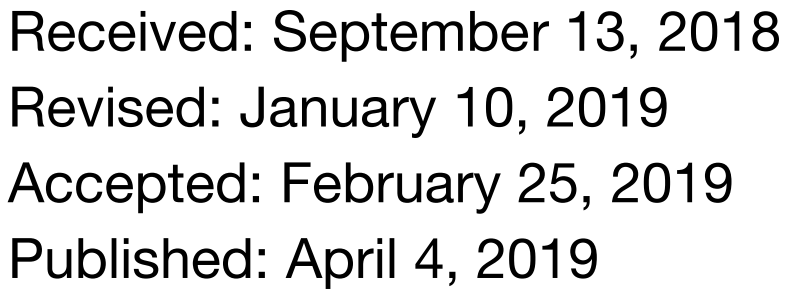 Received: September 13, 2018
Revised: January 10, 2019
Accepted: February 25, 2019
Published: April 4, 2019